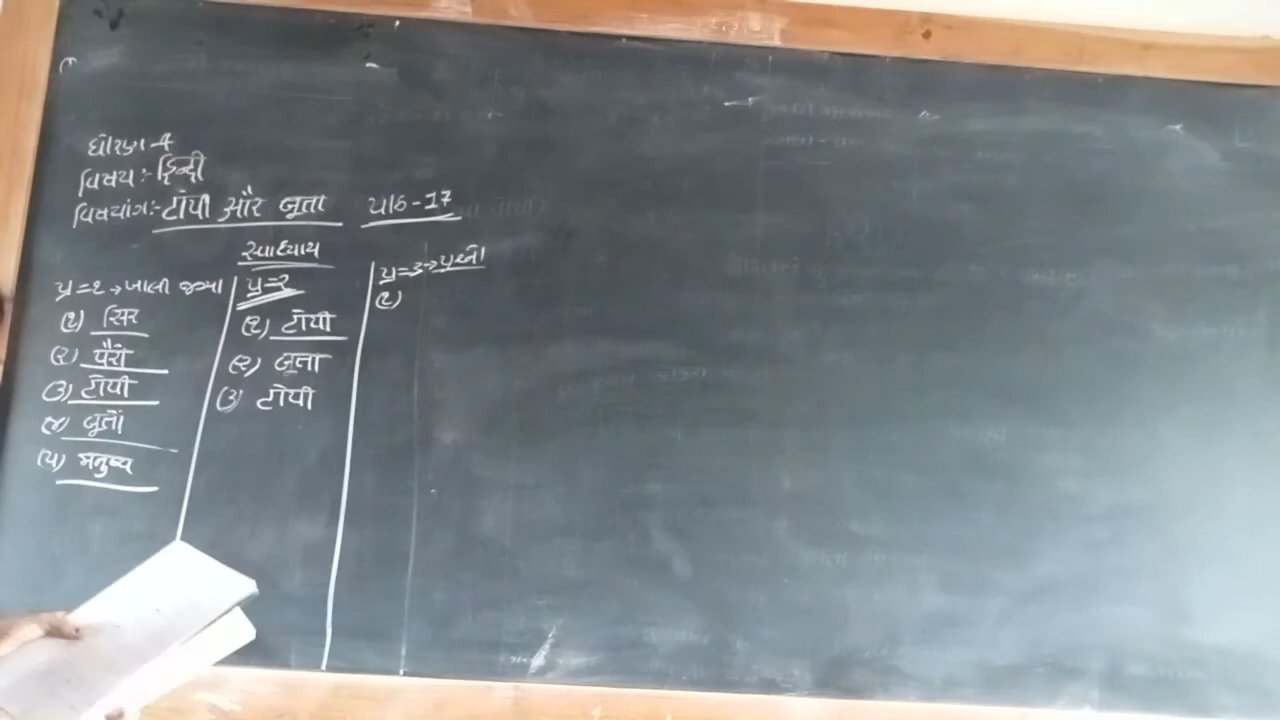 ધોરણ-4
વિષય:- हिन्दी
વિષયાંગ:- टोपी और जूता પાઠ-17
સ્વાધ્યાય
પ્ર=१→ખાલી જગ્યા
(१) सिर
(२) पैरों
(३) टोपी
(४) जूतों
(५) मनुष्य
પ્ર=२
(१) टोपी
(२) जूता
(३) टोपी
પ્ર=३→પ્રશ્નો
(१)